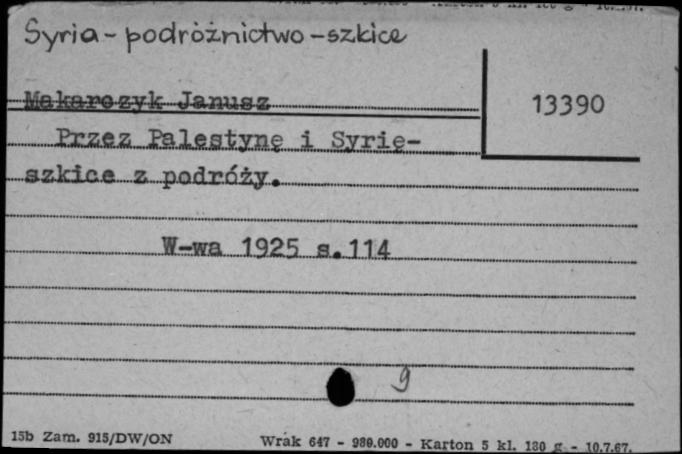 Syria - podróżnictwo - szkice
Makarozyk Janusz
13390
Przez Palestynę i Syrię-
szkice z podróży.
W-wa 1925 s.114
9
15b Zam. 915/DW/ON
Wrak 647 - 980.000 - Karton 5 kl. 180 g - 10.7.67.